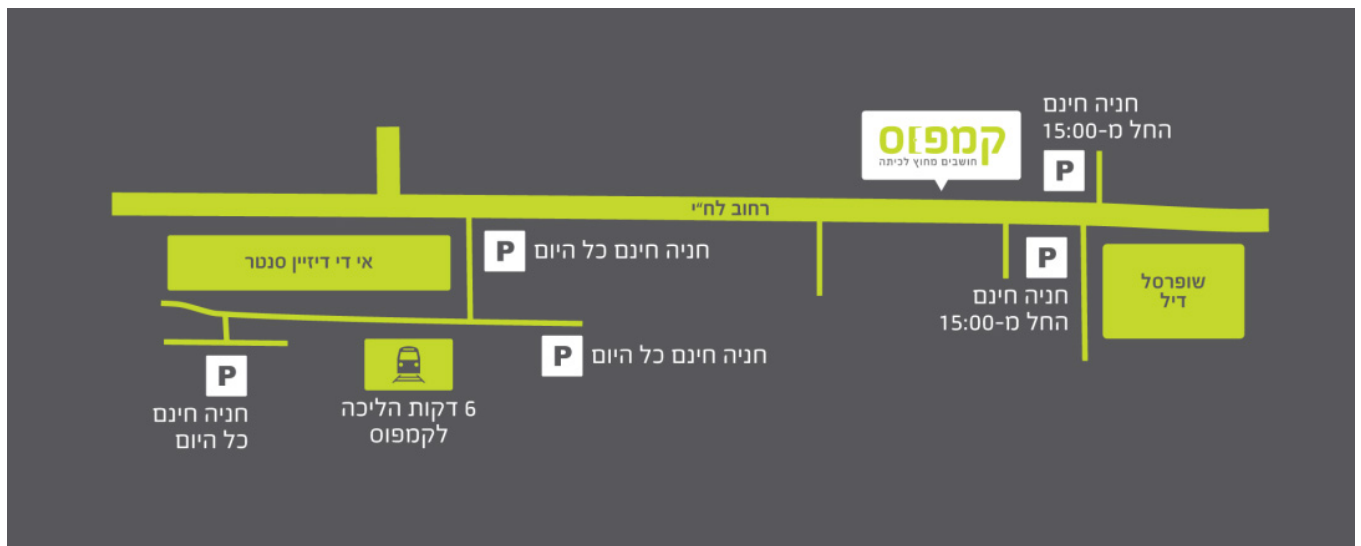 חניה חינם
החל מ-15:00
P
קמפוס
חושבים מחוץ לכיתה
רחוב לח"י
P
חניה חינם
החל מ-15:00
שופרסל
דיל
P חניה חינם כל היום
אי די דיזיין סנטר
P חניה חינם כל היום
6 דקות הליכה
לקמפוס
P
חניה חינם
כל היום